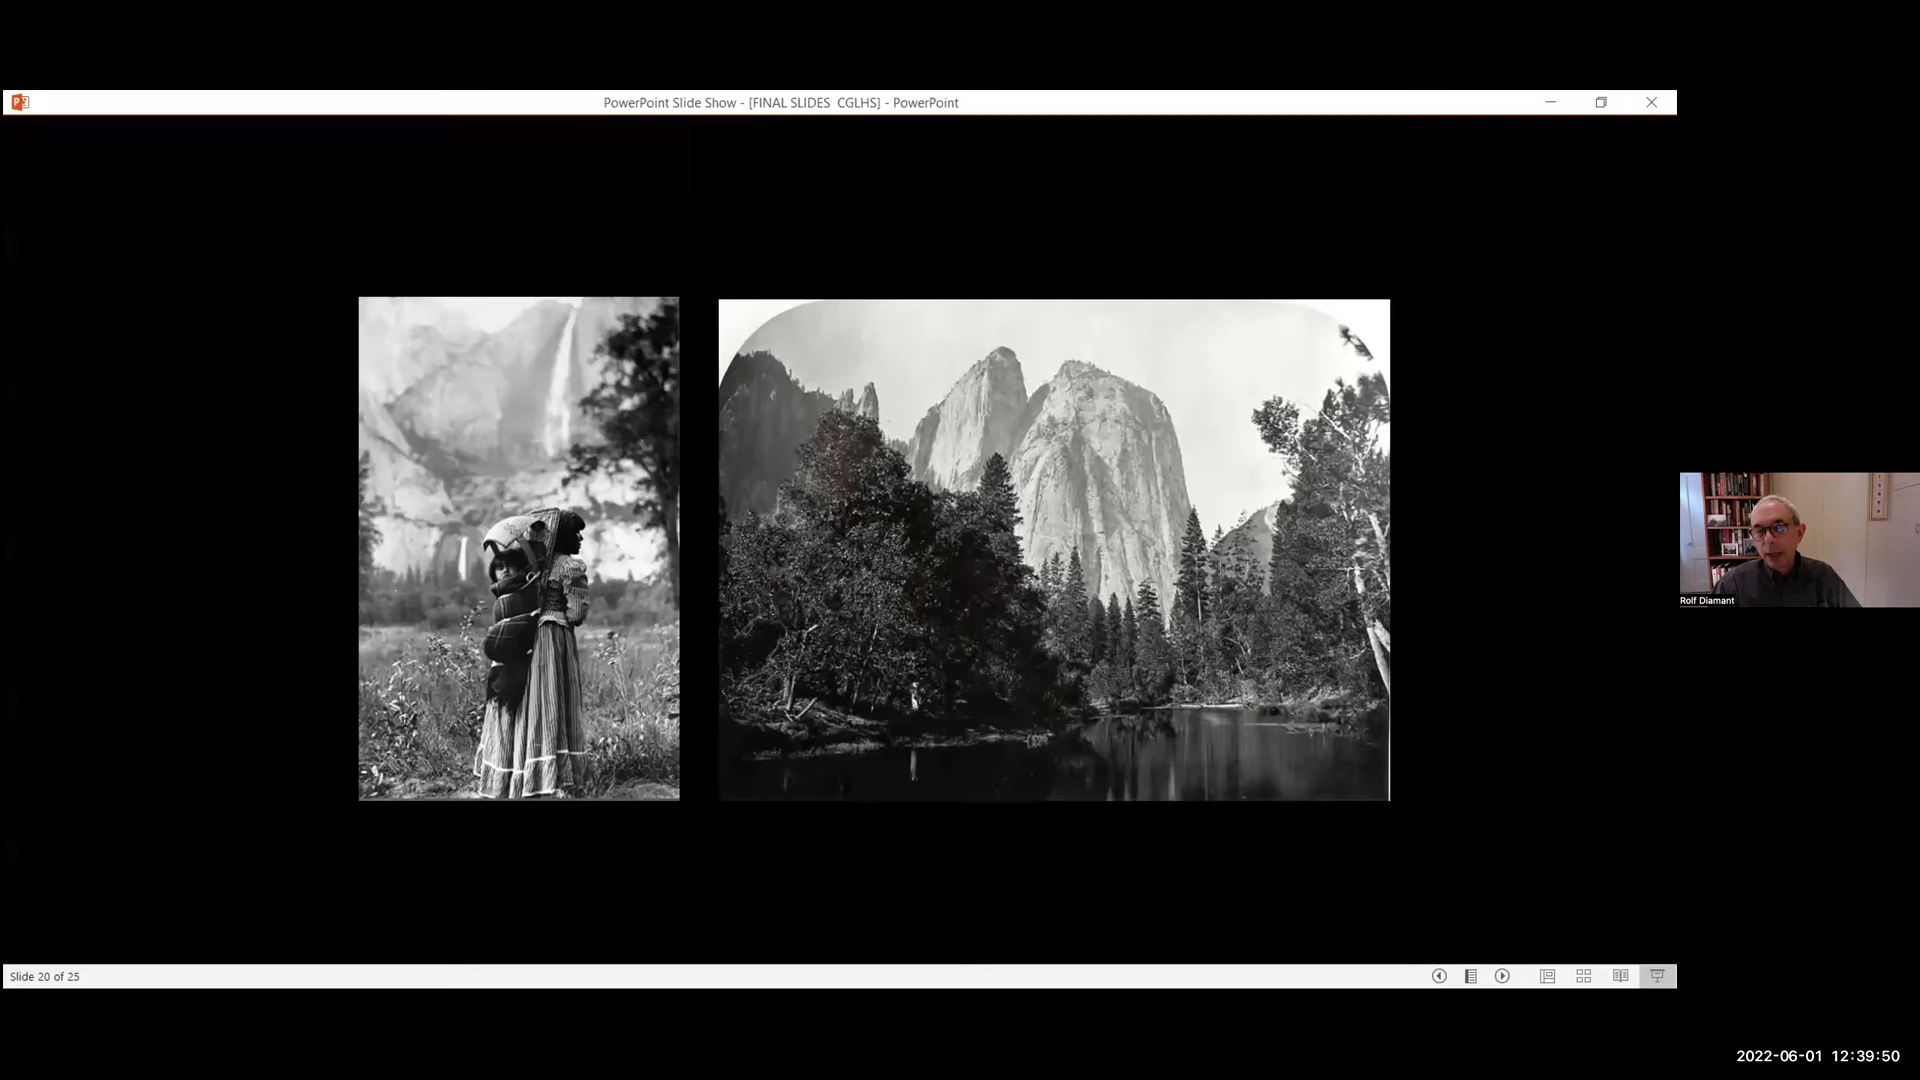 PowerPoint Slide Show - [FINAL SLIDES  CGLHS] - PowerPoint
Rolf Diamant
Slide 20 of 25
2022-06-01 12:39:50